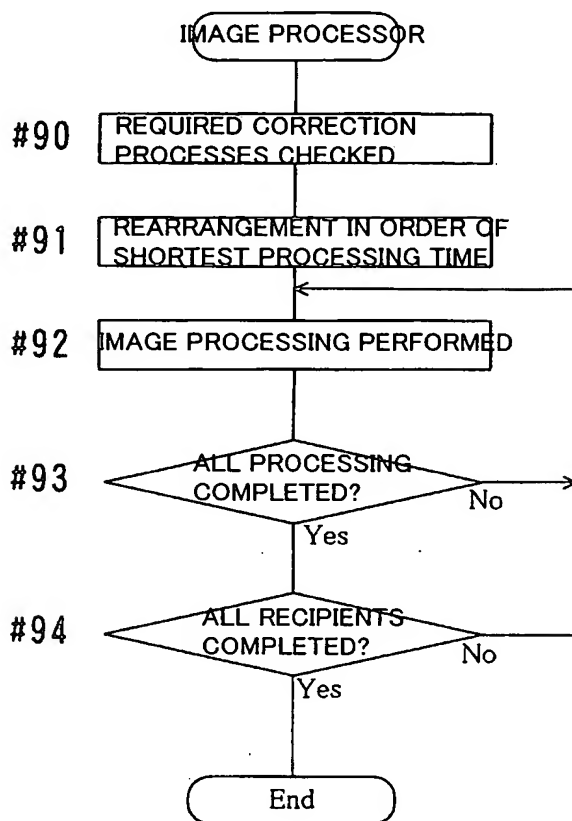 IMAGE PROCESSOR
#90
REQUIRED CORRECTION
PROCESSES CHECKED
#91
REARRANGEMENT IN ORDER OF
SHORTEST PROCESSING TIME
#92
IMAGE PROCESSING PERFORMED
#93
ALL PROCESSING
COMPLETED?
No
Yes
#94
ALL RECIPIENTS
COMPLETED?
No
Yes
End